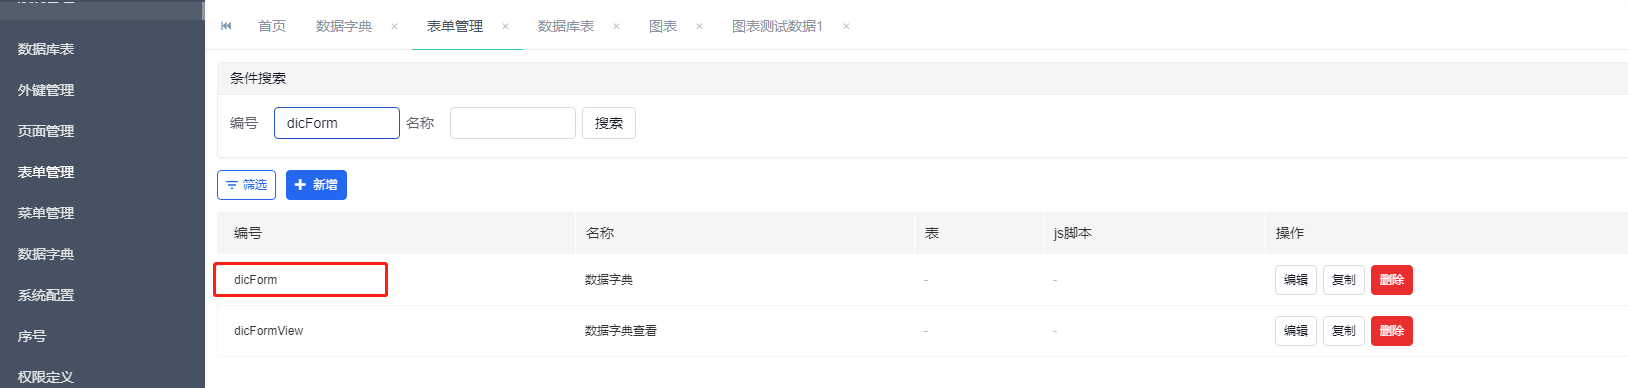 首页 数据字典 × 表单管理 × 数据库表 × 图表 × 图表测试数据1 ×
数据库表
外键管理
页面管理
表单管理
菜单管理
数据字典
系统配置
序号
权限定义
条件搜索
编号 dicForm 名称 搜索
筛选 + 新增
编号 名称 表 js脚本 操作
dicForm 数据字典 - - 编辑 复制 删除
dicFormView 数据字典查看 - - 编辑 复制 删除